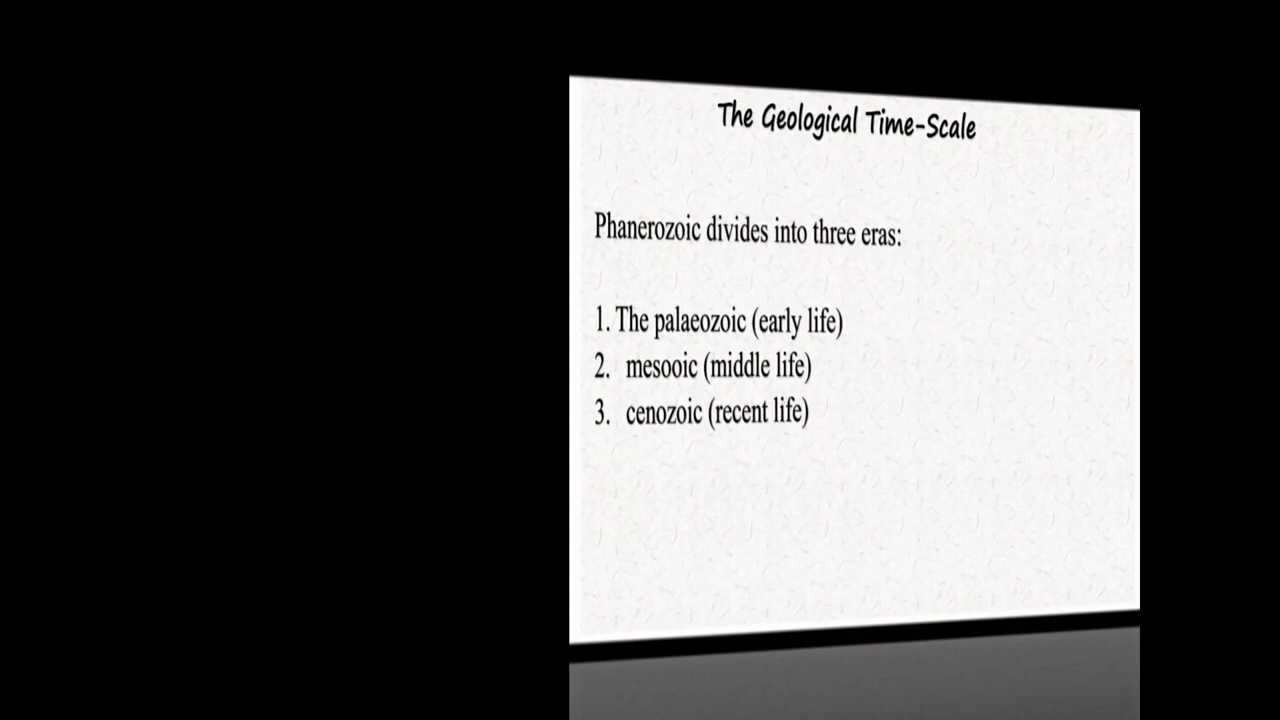 The Geological Time-Scale
Phanerozoic divides into three eras:
1. The palaeozoic (early life)
2. mesooic (middle life)
3. cenozoic (recent life)